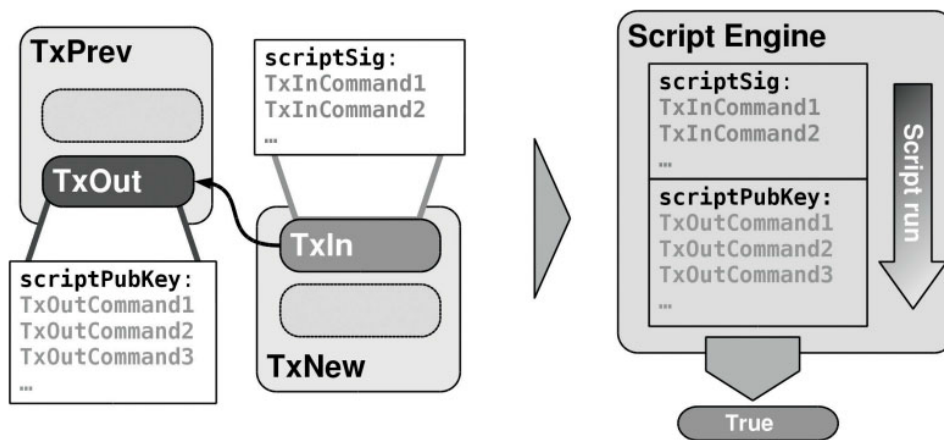 TxPrev
TxOut
scriptPubKey:
TxOutCommand1
TxOutCommand2
TxOutCommand3
…
scriptSig:
TxInCommand1
TxInCommand2
…
TxIn
TxNew
Script Engine
scriptSig:
TxInCommand1
TxInCommand2
…
scriptPubKey:
TxOutCommand1
TxOutCommand2
TxOutCommand3
…
Script run
True